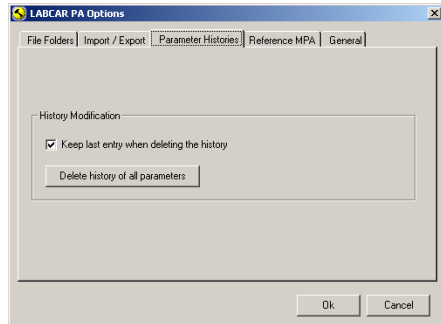 LABCAR PA Options
File Folders Import / Export Parameter Histories Reference MPA General
History Modification
Keep last entry when deleting the history
Delete history of all parameters
Ok Cancel